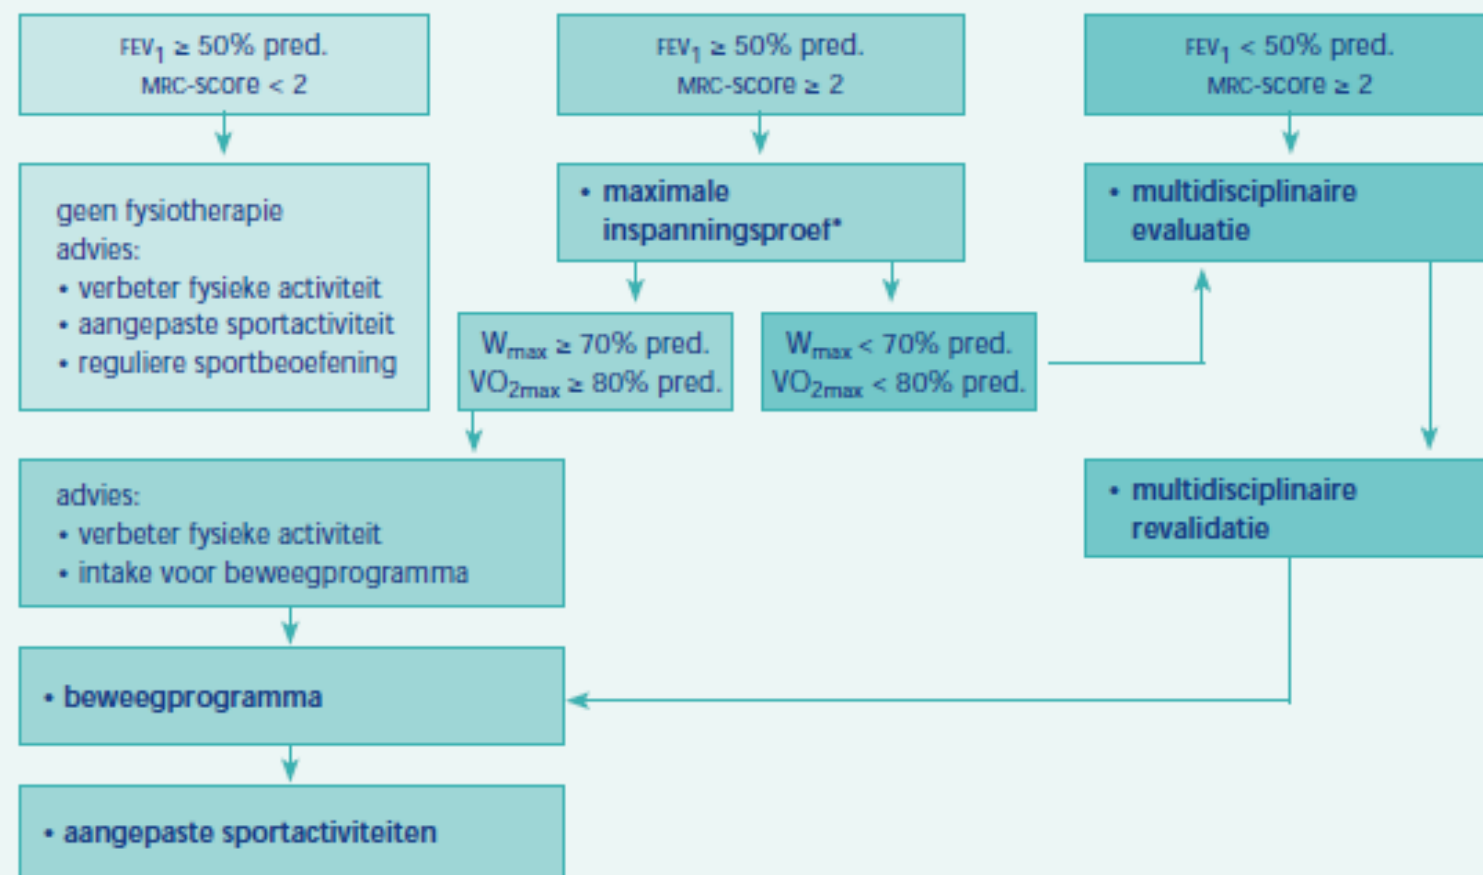 FEV1 ≥ 50% pred.
MRC-score < 2
FEV1 ≥ 50% pred.
MRC-score ≥ 2
FEV1 < 50% pred.
MRC-score ≥ 2
geen fysiotherapie
advies:
• verbeter fysieke activiteit
• aangepaste sportactiviteit
• reguliere sportbeoefening
• maximale
inspanningsproef*
• multidisciplinaire
evaluatie
Wmax ≥ 70% pred.
VO2max ≥ 80% pred.
Wmax < 70% pred.
VO2max < 80% pred.
advies:
• verbeter fysieke activiteit
• intake voor beweegprogramma
• multidisciplinaire
revalidatie
• beweegprogramma
• aangepaste sportactiviteiten